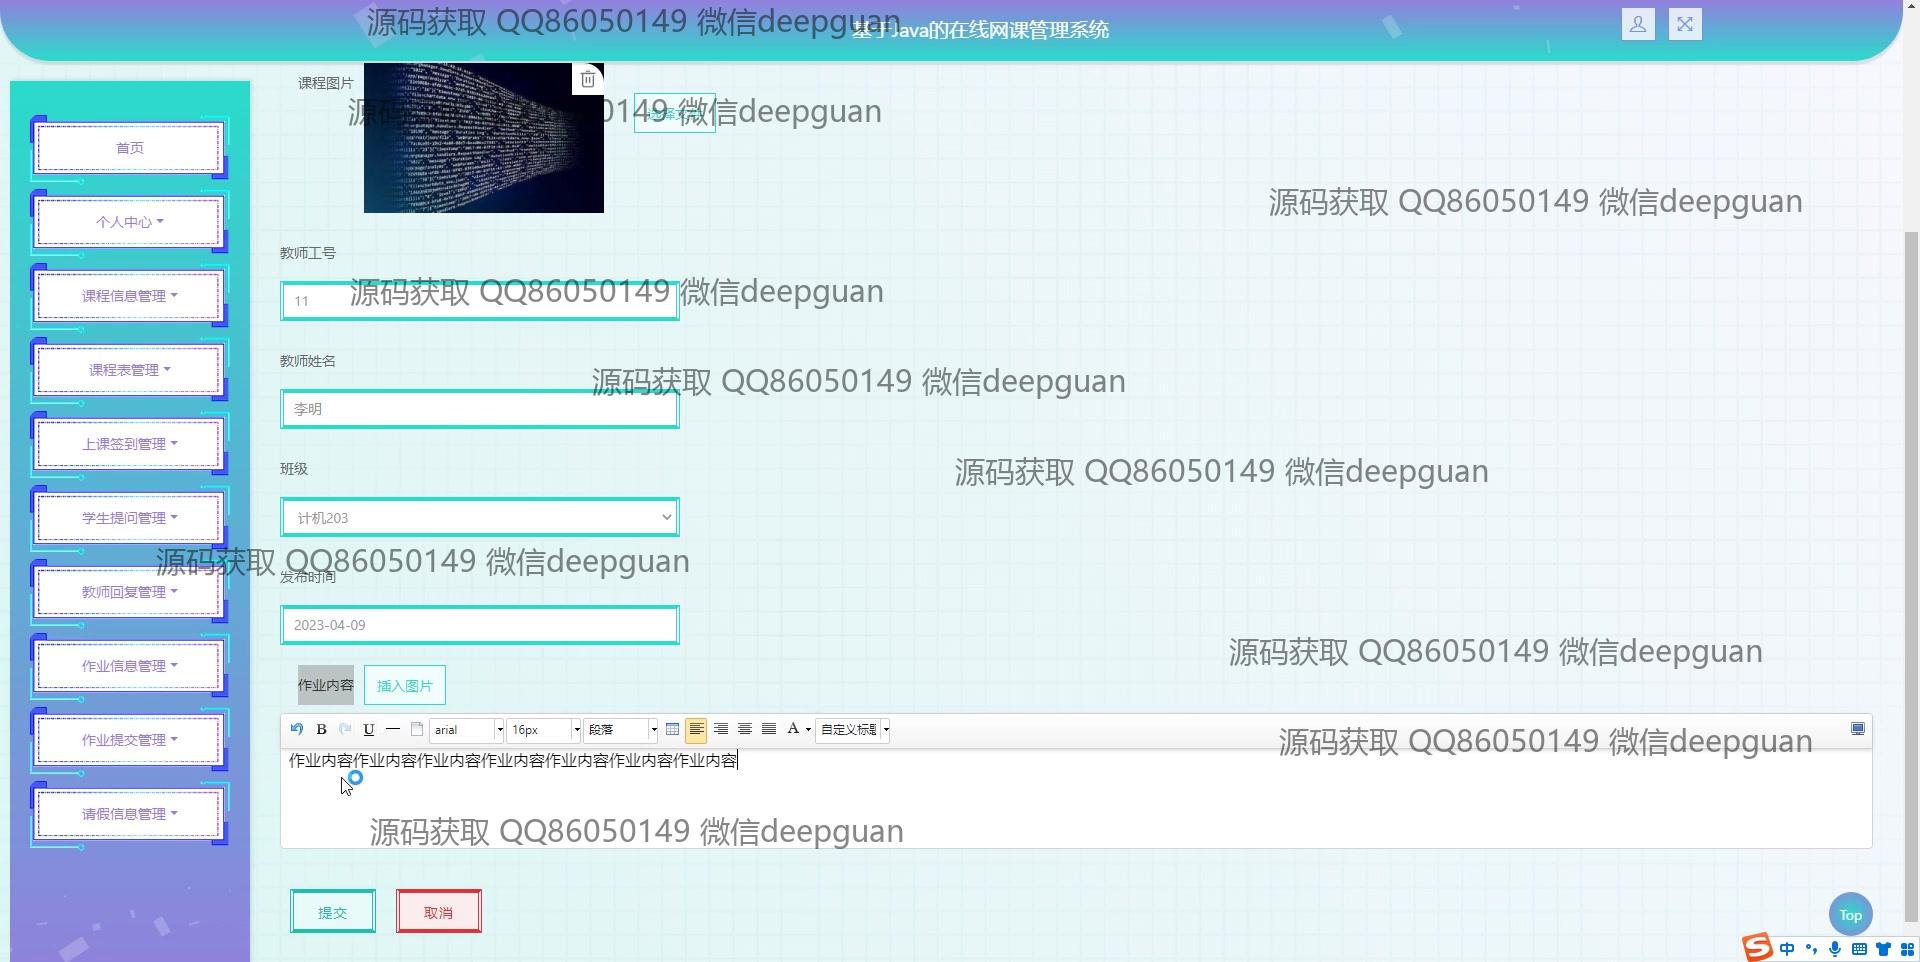 源码获取 QQ86050149 微信deepguan
基于Java的在线网课管理系统
课程图片
源码获取 QQ86050149 微信deepguan
首页
源码获取 QQ86050149 微信deepguan
个人中心
教师工号
课程信息管理
11
源码获取 QQ86050149 微信deepguan
教师姓名
课程表管理
源码获取 QQ86050149 微信deepguan
李明
上课签到管理
班级
源码获取 QQ86050149 微信deepguan
学生提问管理
计机203
源码获取 QQ86050149 微信deepguan
发布时间
教师回复管理
2023-04-09
源码获取 QQ86050149 微信deepguan
作业信息管理
作业内容 插入图片
B U arial 16px 段落 A 自定义标题
作业提交管理
源码获取 QQ86050149 微信deepguan
作业内容作业内容作业内容作业内容作业内容作业内容作业内容
请假信息管理
源码获取 QQ86050149 微信deepguan
提交 取消
Top
中